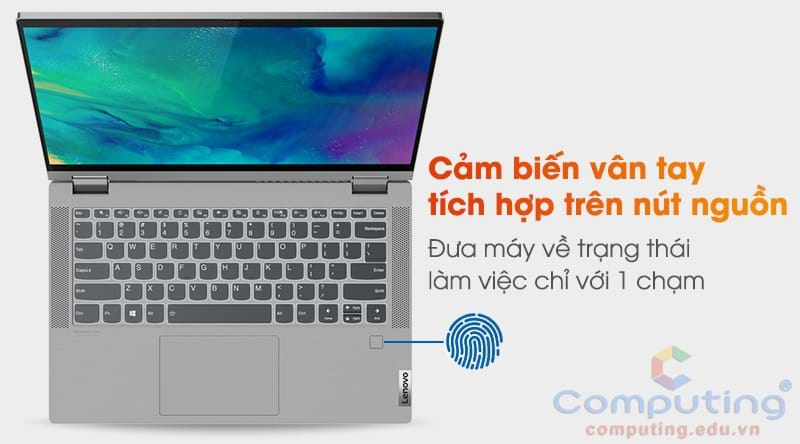 Cảm biến vân tay
tích hợp trên nút nguồn
Đưa máy về trạng thái
làm việc chỉ với 1 chạm
Lenovo
Computing®
computing.edu.vn